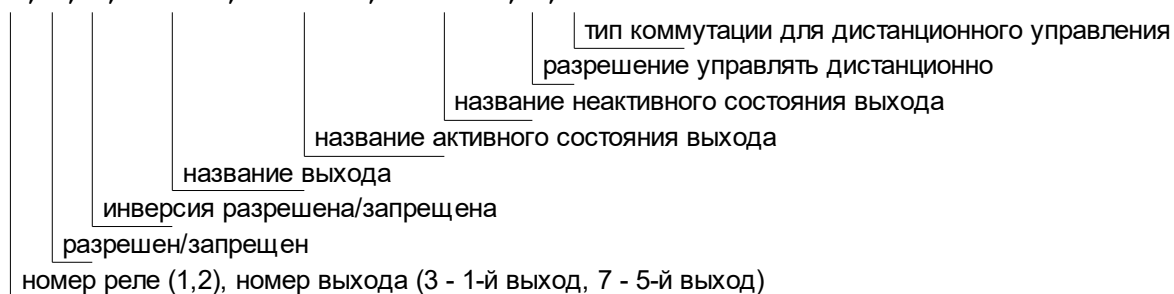 тип коммутации для дистанционного управления
разрешение управлять дистанционно
название неактивного состояния выхода
название активного состояния выхода
название выхода
инверсия разрешена/запрещена
разрешен/запрещен
номер реле (1,2), номер выхода (3 - 1-й выход, 7 - 5-й выход)